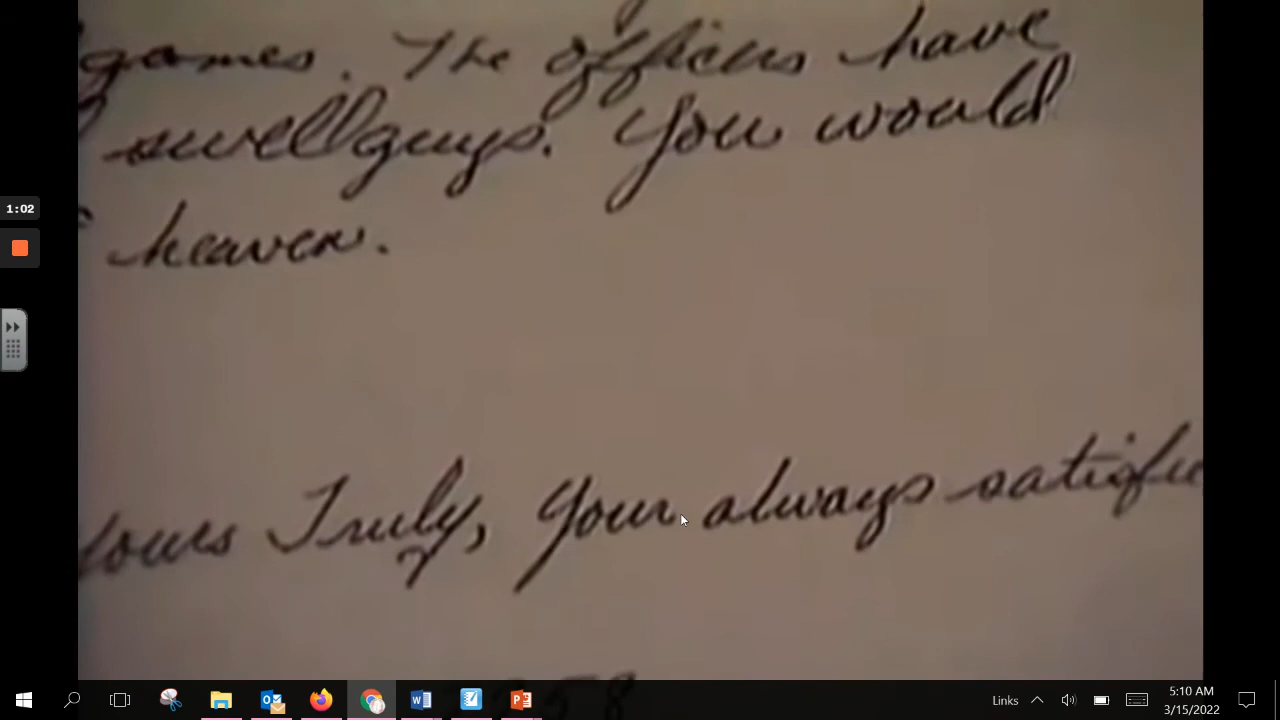 games. The officers have
swell guys. You would
heaven.
Yours Truly, Your always
1:02
Links
5:10 AM
3/15/2022